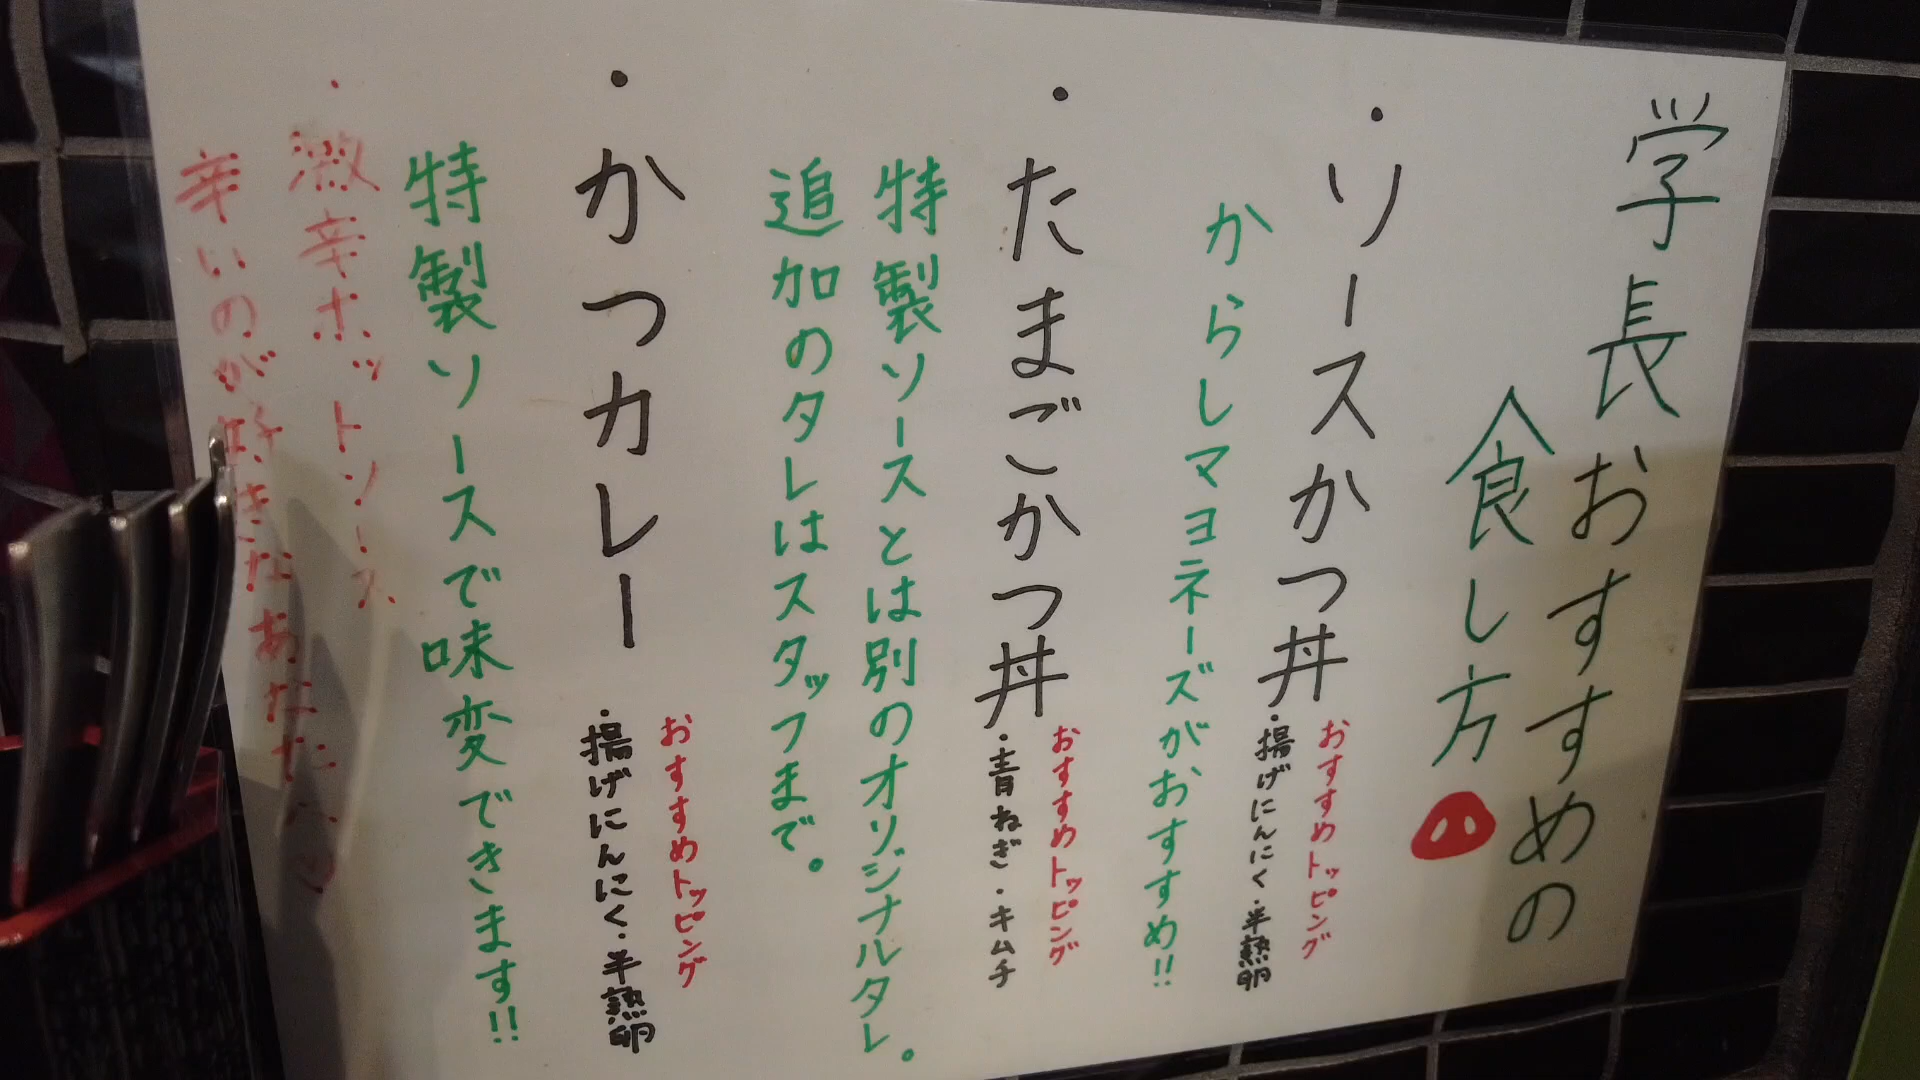 学長おすすめの
食し方
・ソースかつ丼
おすすめトッピング
・揚げにんにく・半熟卵
からしマヨネーズがおすすめ!!
・たまごかつ丼
おすすめトッピング
・青ねぎ・キムチ
特製ソースとは別のオリジナルタレ。
追加のタレはスタッフまで。
・かつカレー
おすすめトッピング
・揚げにんにく・半熟卵
特製ソースで味変できます!!
・激辛ホットソース
辛いのが好きなあなたへ